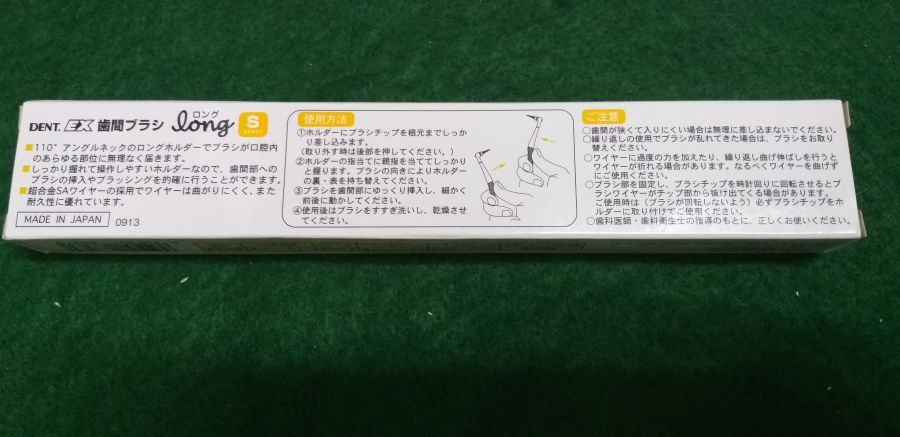 DENT.EX 歯間ブラシ
ロング
long
S
■110°アングルネックのロングホルダーでブラシが口腔内
のあらゆる部位に無理なく届きます。
■しっかり握れて操作しやすいホルダーなので、歯間部への
ブラシの挿入やブラッシングを的確に行うことができます。
■超合金SAワイヤーの採用でワイヤーは曲がりにくく、また
耐久性に優れています。
MADE IN JAPAN 0913
使用方法
①ホルダーにブラシチップを根元までしっか
り差し込みます。
(取り外す時は後部を押してください。)
②ホルダーの指当てに親指を当ててしっかり
と握ります。ブラシの向きによりホルダー
の裏・表を持ち替えてください。
③ブラシを歯間部にゆっくり挿入し、細かく
前後に動かしてください。
④使用後はブラシをすすぎ洗いし、乾燥させ
てください。
ご注意
○歯間が狭くて入りにくい場合は無理に差し込まないでください。
○繰り返しの使用でブラシが乱れてきた場合は、ブラシをお取り
替えください。
○ワイヤーに過度の力を加えたり、繰り返し曲げ伸ばしを行うと
ワイヤーが折れる場合があります。なるべくワイヤーを曲げず
にご使用ください。
○ブラシ部を固定し、ブラシチップを時計回りに回転させるとブ
ラシワイヤーがチップ部から抜け出てくる場合があります。
ご使用時は(ブラシが回転しないよう)必ずブラシチップをホ
ルダーに取り付けてご使用ください。
○歯科医師・歯科衛生士の指導のもとに、正しくお使いください。